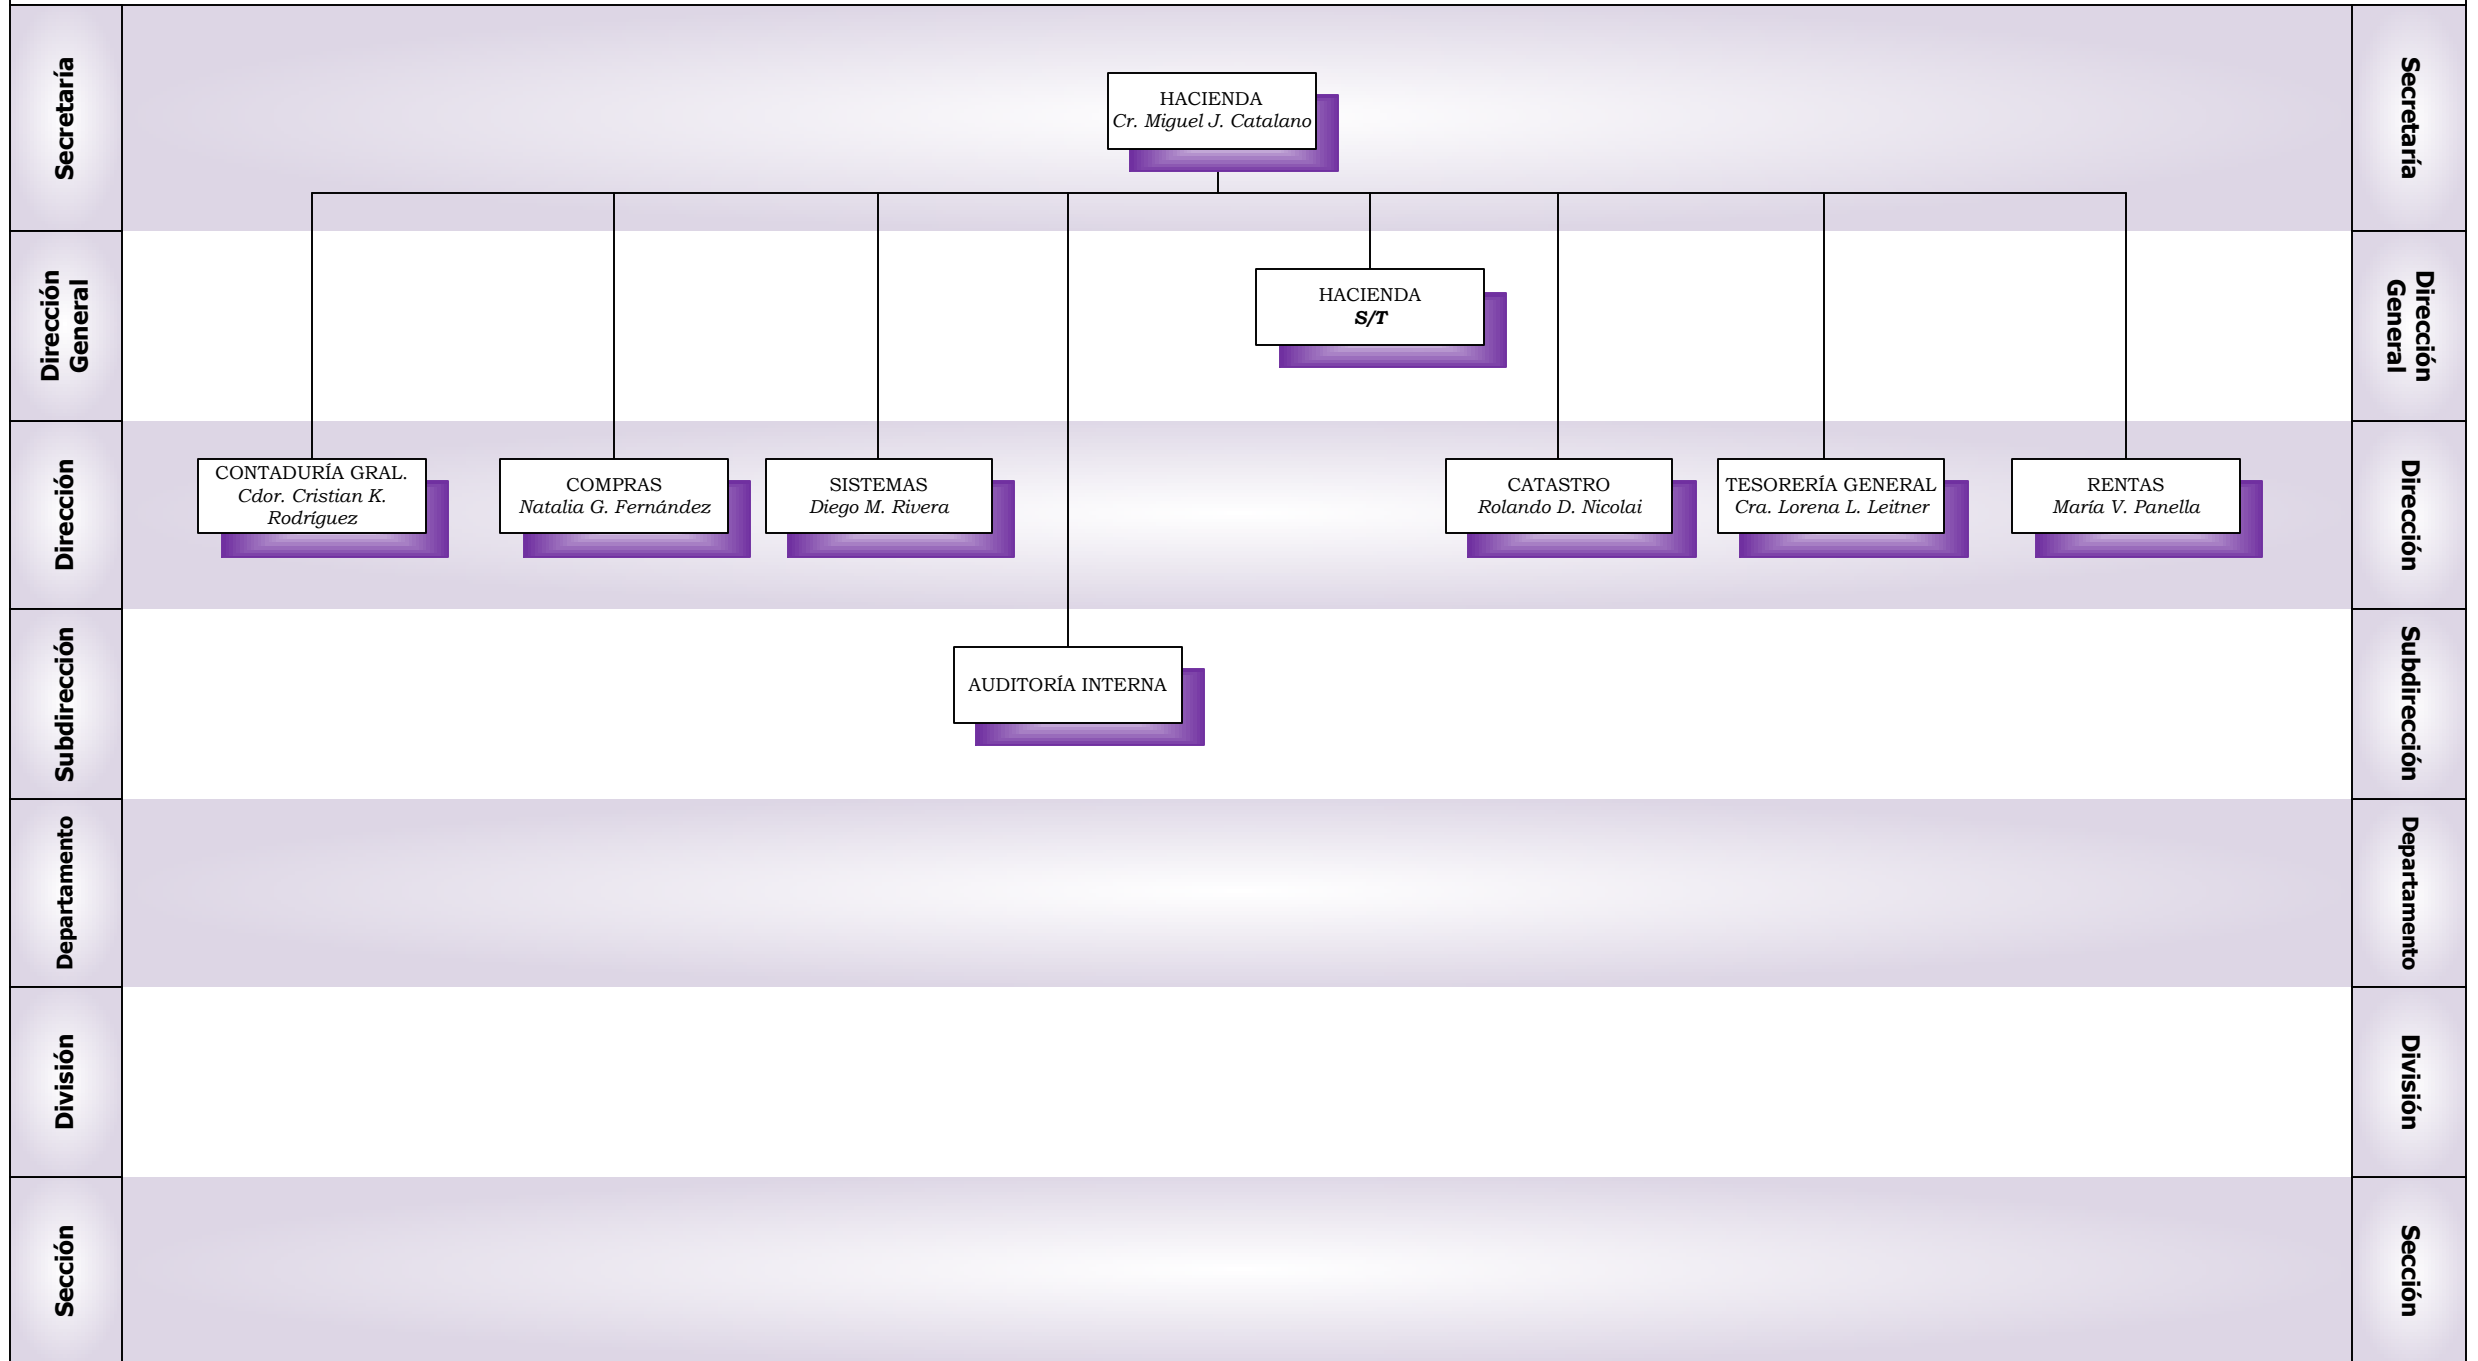 Secretaría
HACIENDA
Cr. Miguel J. Catalano
Secretaría
Dirección
General
HACIENDA
S/T
Dirección
General
Dirección
CONTADURÍA GRAL.
Cdor. Cristian K.
Rodríguez
COMPRAS
Natalia G. Fernández
SISTEMAS
Diego M. Rivera
CATASTRO
Rolando D. Nicolai
TESORERÍA GENERAL
Cra. Lorena L. Leitner
RENTAS
María V. Panella
Dirección
Subdirección
AUDITORÍA INTERNA
Subdirección
Departamento
Departamento
División
División
Sección
Sección